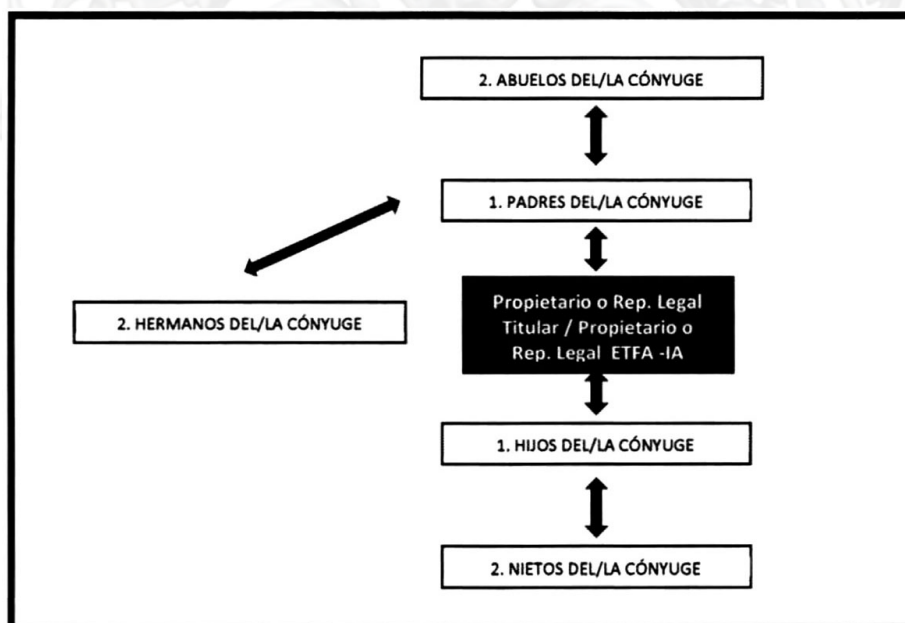 2. ABUELOS DEL/LA CÓNYUGE
1. PADRES DEL/LA CÓNYUGE
2. HERMANOS DEL/LA CÓNYUGE
Propietario o Rep. Legal
Titular / Propietario o
Rep. Legal ETFA -IA
1. HIJOS DEL/LA CÓNYUGE
2. NIETOS DEL/LA CÓNYUGE